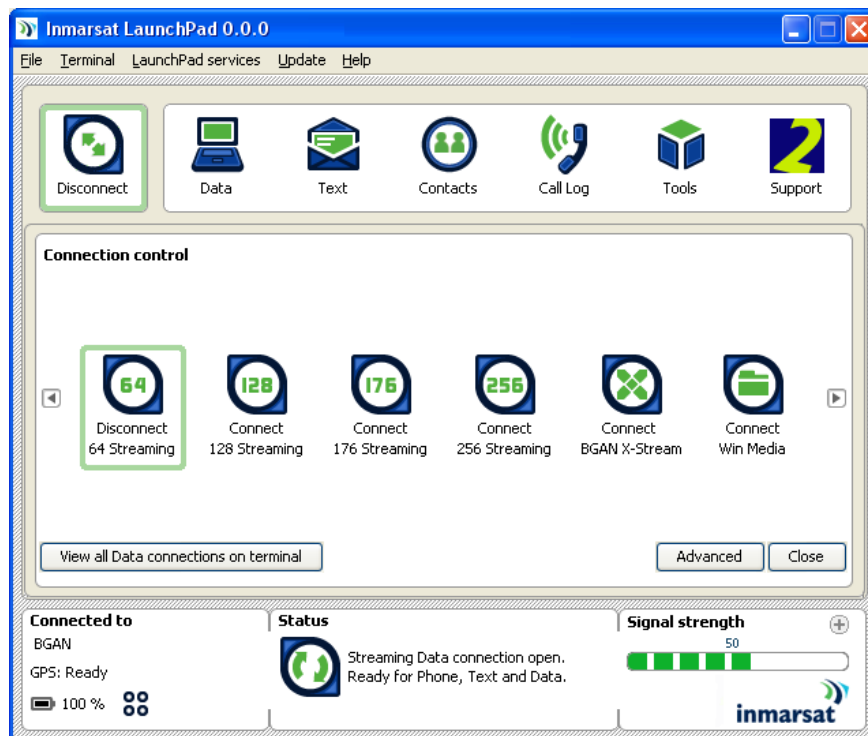 Inmarsat LaunchPad 0.0.0
File Terminal LaunchPad services Update Help
Disconnect
Data
Text
Contacts
Call Log
Tools
2
Support
Connection control
64
Disconnect
64 Streaming
128
Connect
128 Streaming
176
Connect
176 Streaming
256
Connect
256 Streaming
Connect
BGAN X-Stream
Connect
Win Media
View all Data connections on terminal
Advanced
Close
Connected to
BGAN
GPS: Ready
100 %
Status
Streaming Data connection open.
Ready for Phone, Text and Data.
Signal strength
50
inmarsat